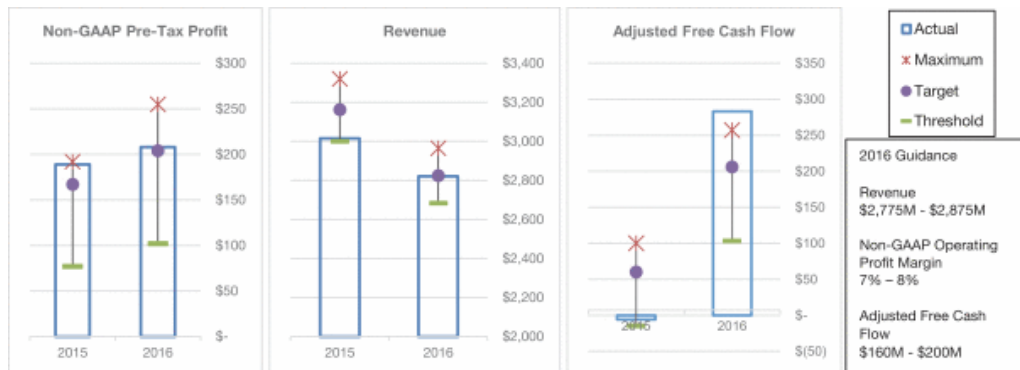 Non-GAAP Pre-Tax Profit
$300
$250
$200
$150
$100
$50
$-
2015
2016
Revenue
$3,400
$3,200
$3,000
$2,800
$2,600
$2,400
$2,200
$2,000
2015
2016
Adjusted Free Cash Flow
$350
$300
$250
$200
$150
$100
$50
$-
$(50)
2015
2016
Actual
Maximum
Target
Threshold
2016 Guidance
Revenue
$2,775M - $2,875M
Non-GAAP Operating
Profit Margin
7% – 8%
Adjusted Free Cash
Flow
$160M - $200M